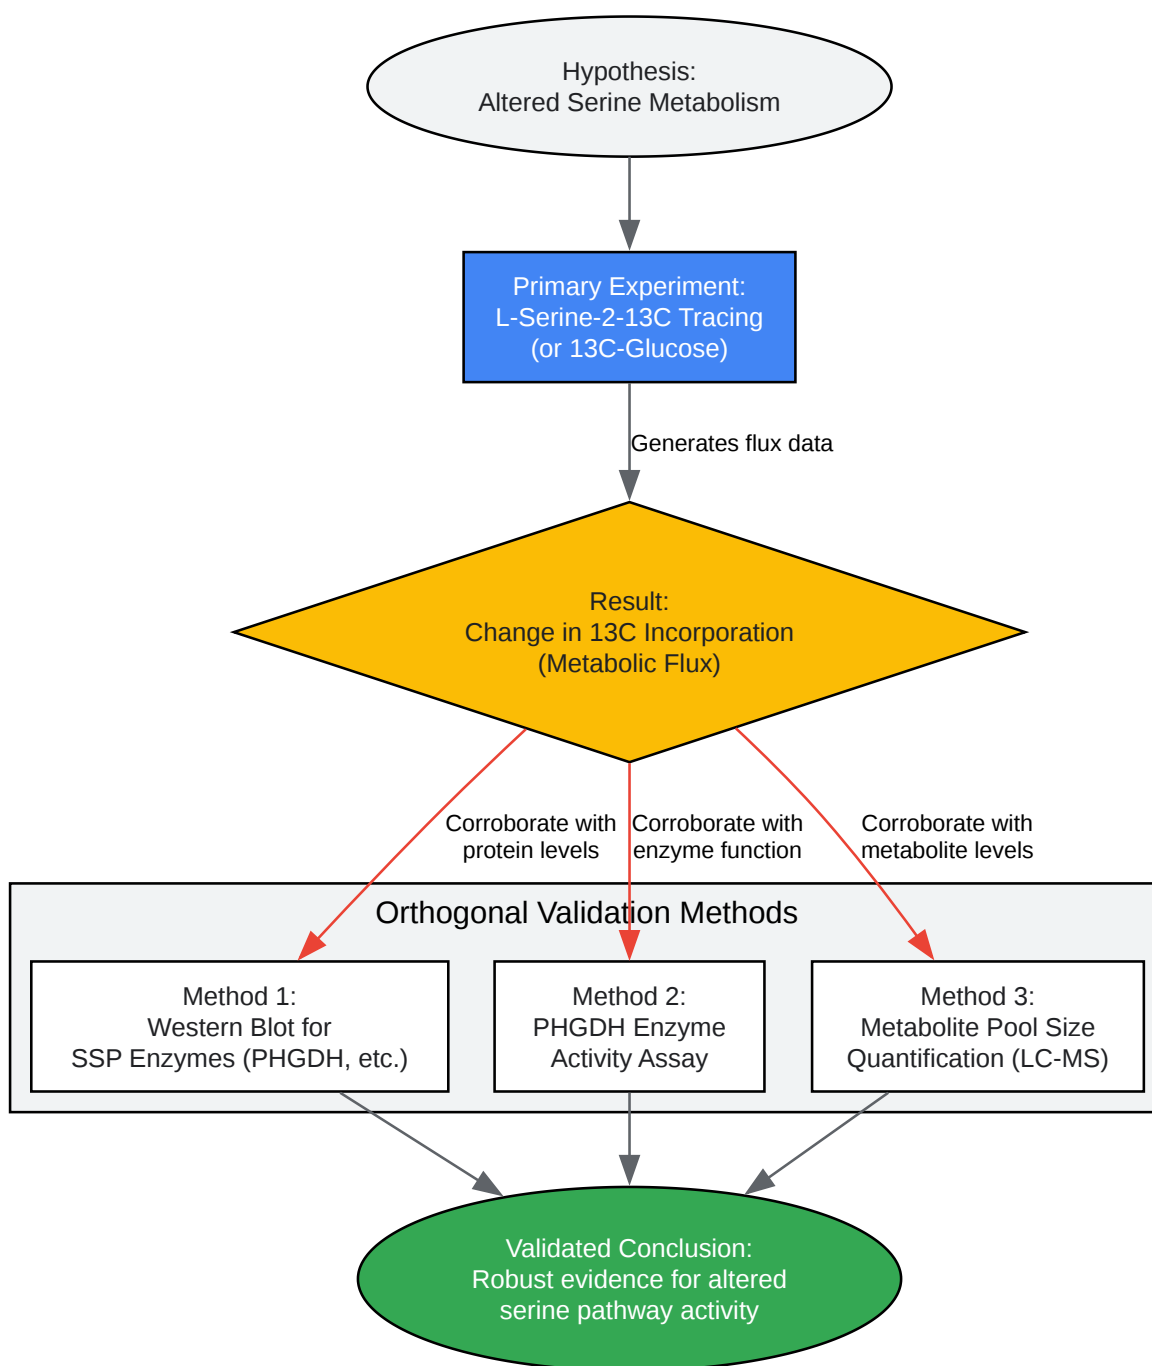 Hypothesis:
Altered Serine Metabolism
Primary Experiment:
L-Serine-2-13C Tracing
(or 13C-Glucose)
Generates flux data
Result:
Change in 13C Incorporation
(Metabolic Flux)
Corroborate with
protein levels
Corroborate with
enzyme function
Corroborate with
metabolite levels
Orthogonal Validation Methods
Method 1:
Western Blot for
SSP Enzymes (PHGDH, etc.)
Method 2:
PHGDH Enzyme
Activity Assay
Method 3:
Metabolite Pool Size
Quantification (LC-MS)
Validated Conclusion:
Robust evidence for altered
serine pathway activity